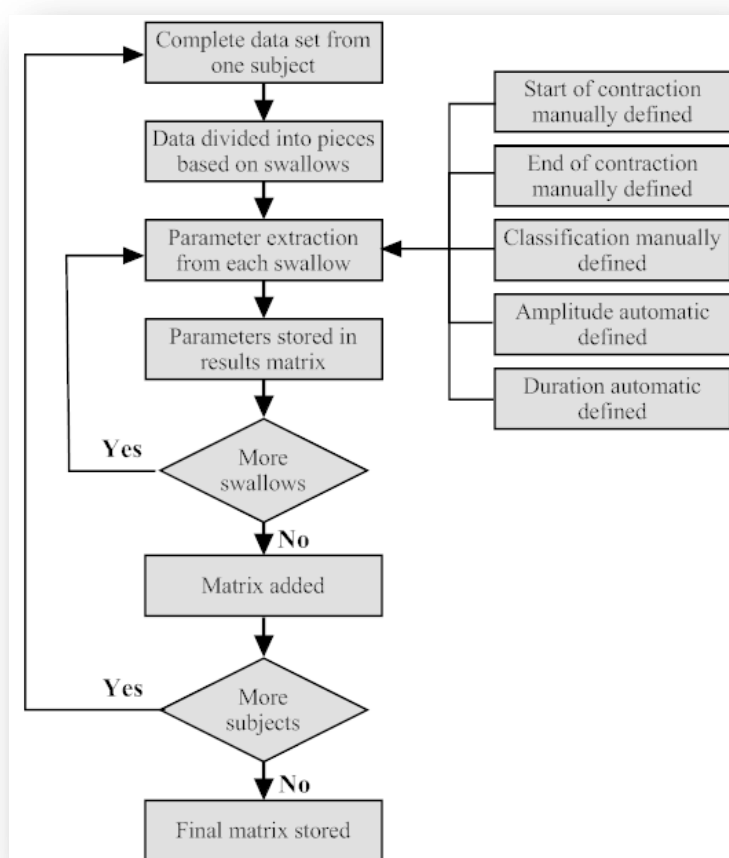 Complete data set from
one subject
Data divided into pieces
based on swallows
Parameter extraction
from each swallow
Parameters stored in
results matrix
Yes
More
swallows
No
Matrix added
Yes
More
subjects
No
Final matrix stored
Start of contraction
manually defined
End of contraction
manually defined
Classification manually
defined
Amplitude automatic
defined
Duration automatic
defined